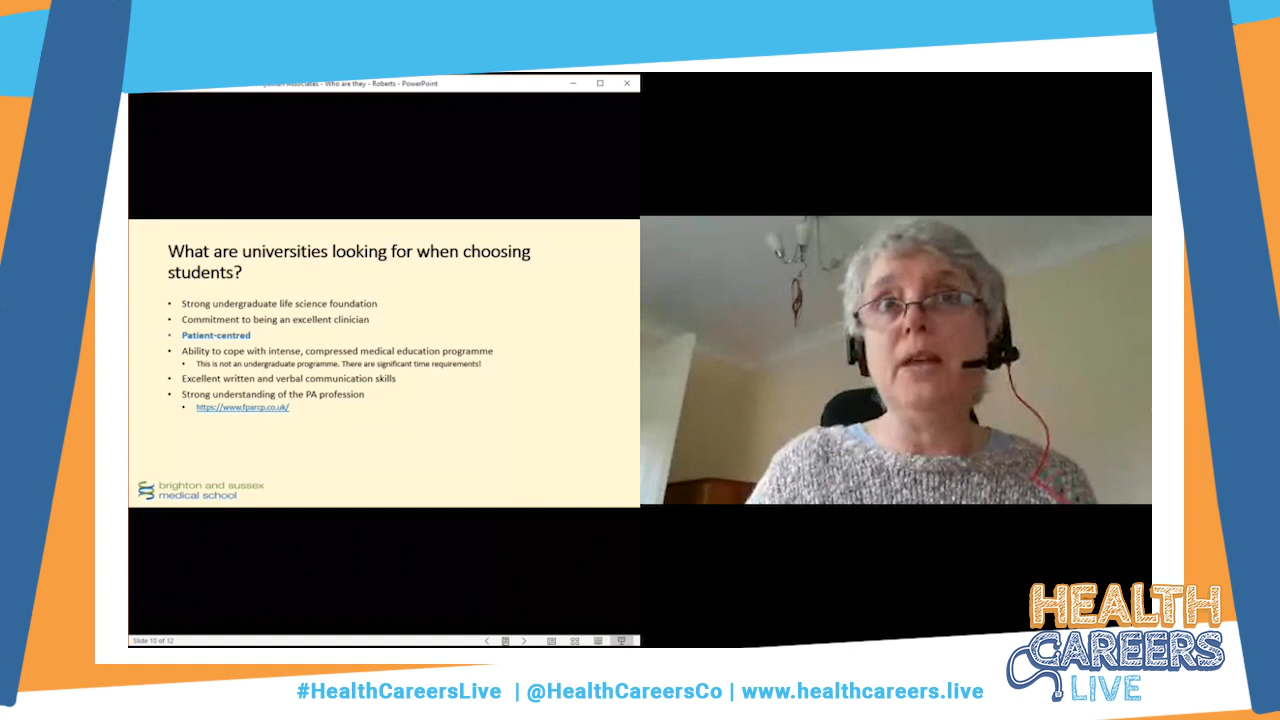 Associates - Who are they - Roberts - PowerPoint
What are universities looking for when choosing
students?
• Strong undergraduate life science foundation
• Commitment to being an excellent clinician
• Patient-centred
• Ability to cope with intense, compressed medical education programme
• This is not an undergraduate programme. There are significant time requirements!
• Excellent written and verbal communication skills
• Strong understanding of the PA profession
• https://www.fparcp.co.uk/
brighton and sussex
medical school
Slide 10 of 12
HEALTH
CAREERS
LIVE
#HealthCareersLive | @HealthCareersCo | www.healthcareers.live